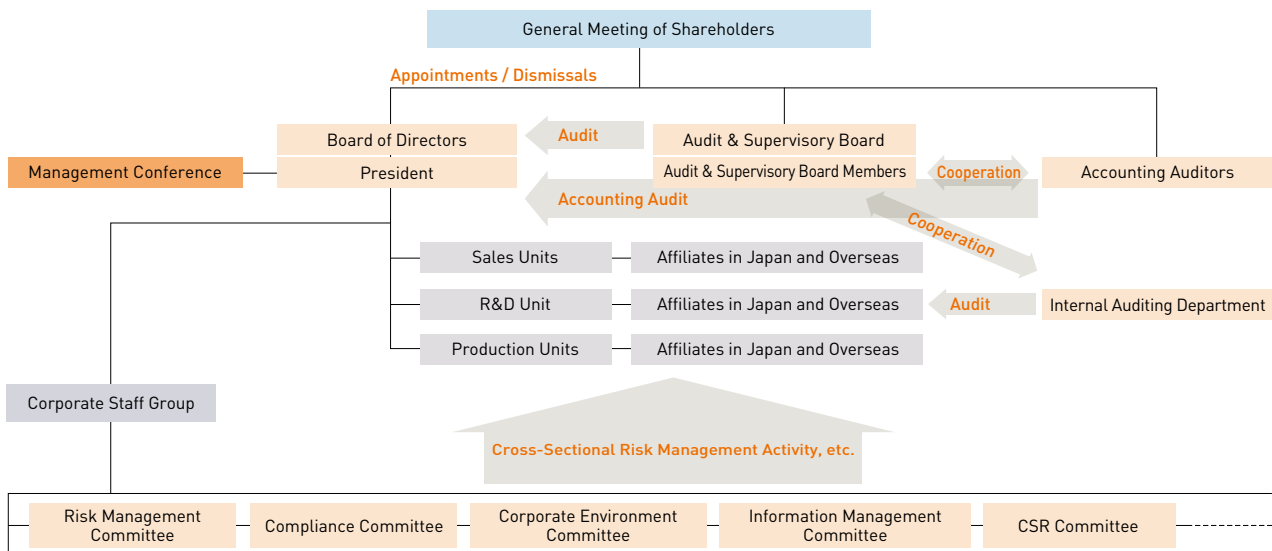 General Meeting of Shareholders
Appointments / Dismissals
Board of Directors
Audit
Audit & Supervisory Board
Management Conference
President
Audit & Supervisory Board Members
Cooperation
Accounting Auditors
Accounting Audit
Cooperation
Sales Units
Affiliates in Japan and Overseas
R&D Unit
Affiliates in Japan and Overseas
Audit
Internal Auditing Department
Production Units
Affiliates in Japan and Overseas
Corporate Staff Group
Cross-Sectional Risk Management Activity, etc.
Risk Management
Committee
Compliance Committee
Corporate Environment
Committee
Information Management
Committee
CSR Committee